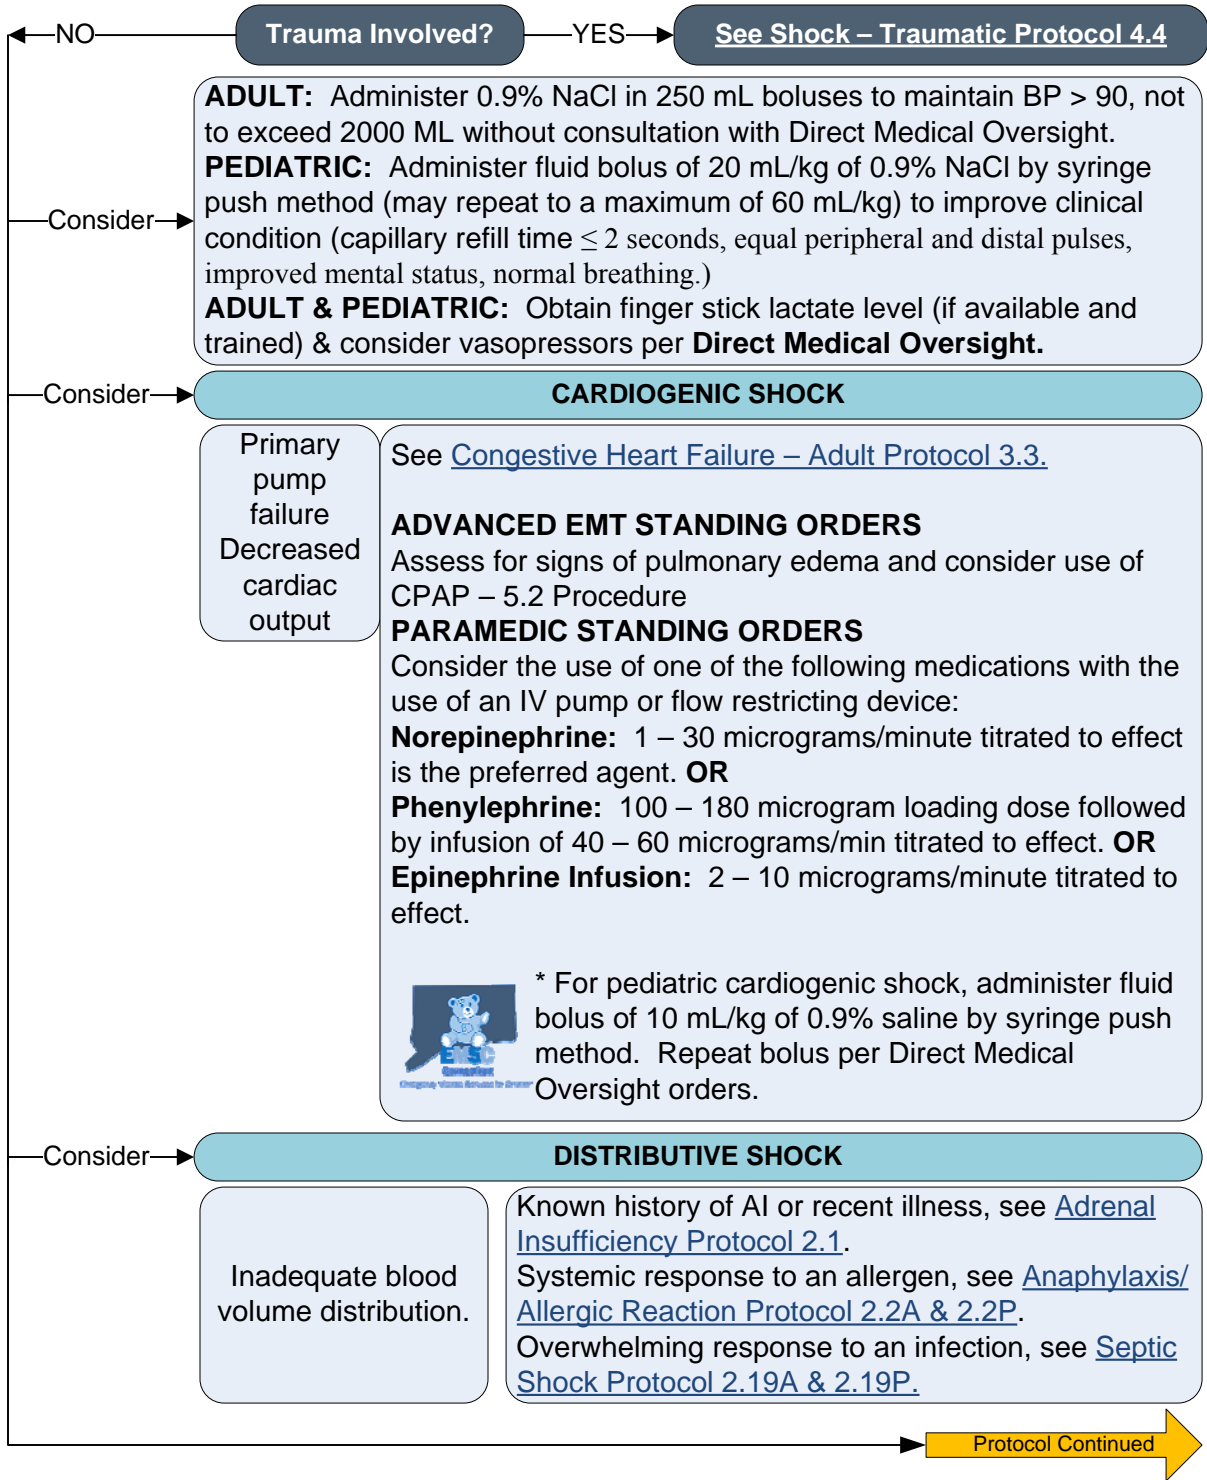 NO
Trauma Involved?
YES
See Shock – Traumatic Protocol 4.4
ADULT: Administer 0.9% NaCl in 250 mL boluses to maintain BP > 90, not
to exceed 2000 ML without consultation with Direct Medical Oversight.
PEDIATRIC: Administer fluid bolus of 20 mL/kg of 0.9% NaCl by syringe
push method (may repeat to a maximum of 60 mL/kg) to improve clinical
condition (capillary refill time ≤ 2 seconds, equal peripheral and distal pulses,
improved mental status, normal breathing.)
ADULT & PEDIATRIC: Obtain finger stick lactate level (if available and
trained) & consider vasopressors per Direct Medical Oversight.
Consider
Consider
CARDIOGENIC SHOCK
Primary
pump
failure
Decreased
cardiac
output
See Congestive Heart Failure – Adult Protocol 3.3.
ADVANCED EMT STANDING ORDERS
Assess for signs of pulmonary edema and consider use of
CPAP – 5.2 Procedure
PARAMEDIC STANDING ORDERS
Consider the use of one of the following medications with the
use of an IV pump or flow restricting device:
Norepinephrine: 1 – 30 micrograms/minute titrated to effect
is the preferred agent. OR
Phenylephrine: 100 – 180 microgram loading dose followed
by infusion of 40 – 60 micrograms/min titrated to effect. OR
Epinephrine Infusion: 2 – 10 micrograms/minute titrated to
effect.
EMSC
* For pediatric cardiogenic shock, administer fluid
bolus of 10 mL/kg of 0.9% saline by syringe push
method. Repeat bolus per Direct Medical
Oversight orders.
Consider
DISTRIBUTIVE SHOCK
Inadequate blood
volume distribution.
Known history of AI or recent illness, see Adrenal
Insufficiency Protocol 2.1.
Systemic response to an allergen, see Anaphylaxis/
Allergic Reaction Protocol 2.2A & 2.2P.
Overwhelming response to an infection, see Septic
Shock Protocol 2.19A & 2.19P.
Protocol Continued